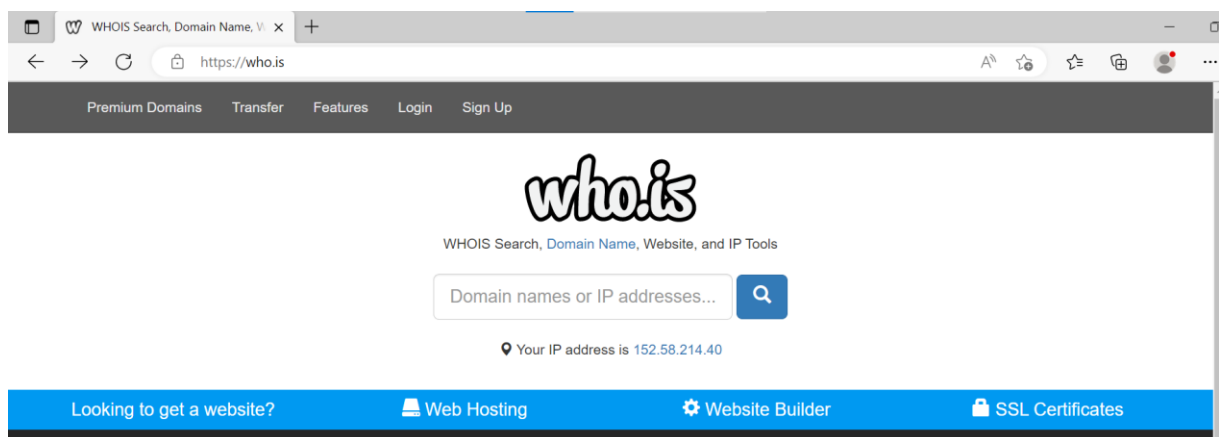 WHOIS Search, Domain Name, W
https://who.is
Premium Domains Transfer Features Login Sign Up
who.is
WHOIS Search, Domain Name, Website, and IP Tools
Domain names or IP addresses...
Your IP address is 152.58.214.40
Looking to get a website? Web Hosting Website Builder SSL Certificates